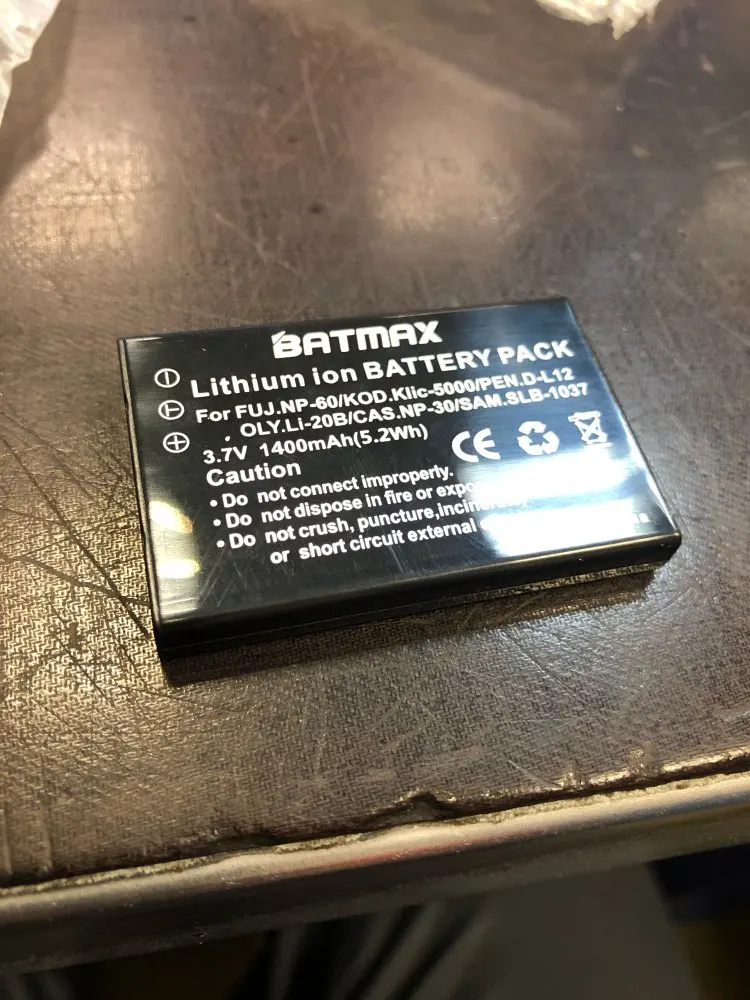 BATMAX
Lithium ion BATTERY PACK
For FUJ.NP-60/KOD.Klic-5000/PEN.D-L12
. OLY.Li-20B/CAS.NP-30/SAM.SLB-1037
3.7V 1400mAh(5.2Wh)
CE
Caution
• Do not connect improperly.
• Do not dispose in fire or
• Do not crush, puncture,
or short circuit external